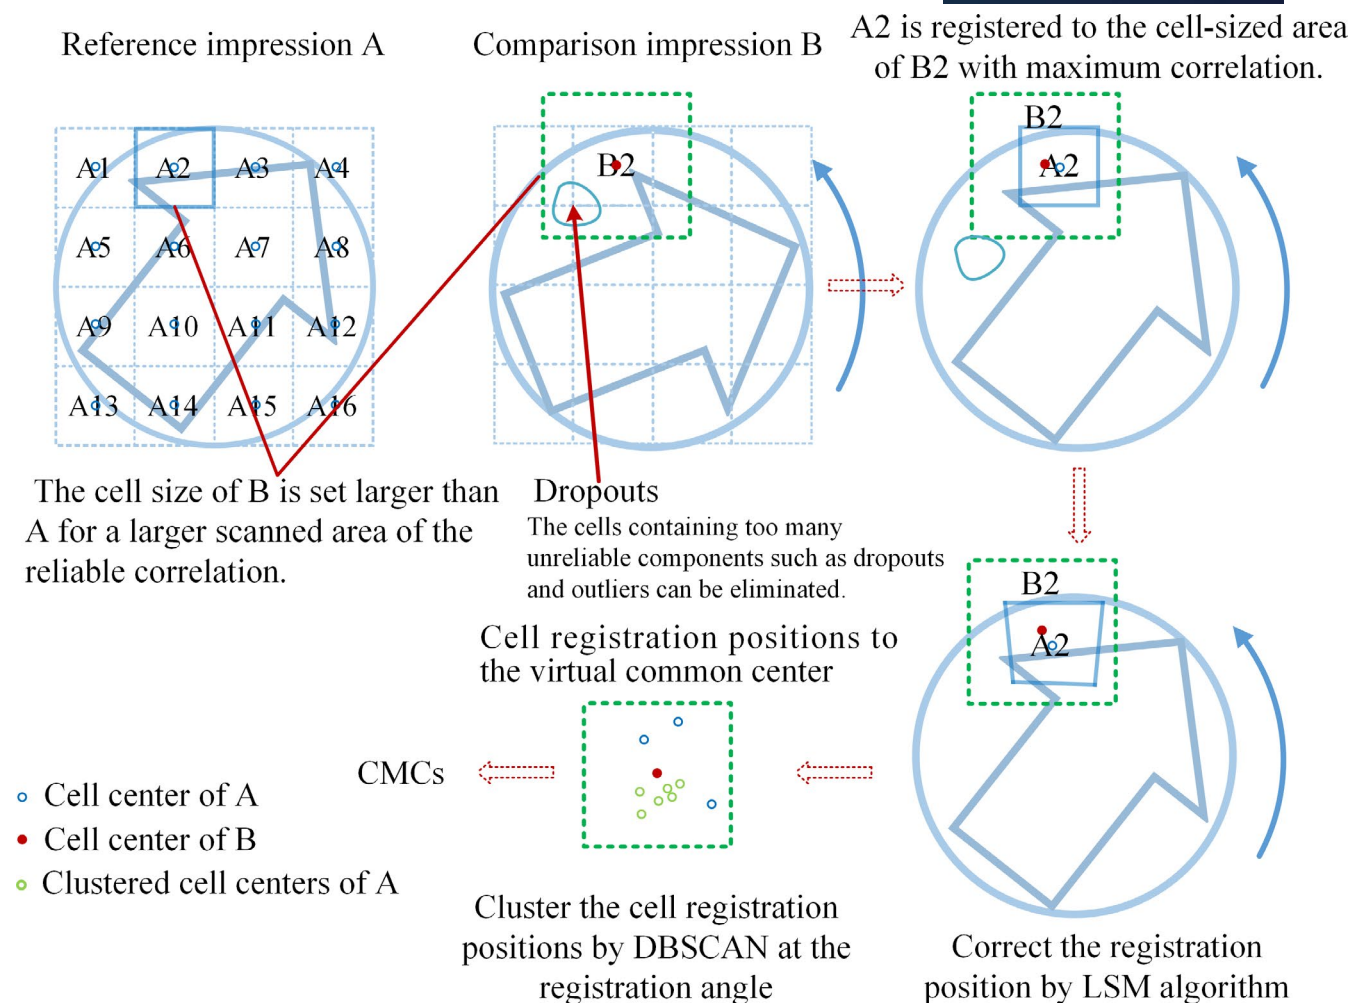 Reference impression A
Comparison impression B
A2 is registered to the cell-sized area
of B2 with maximum correlation.
A1 A2 A3 A4
A5 A6 A7 A8
A9 A10 A11 A12
A13 A14 A15 A16
B2
B2
A2
The cell size of B is set larger than
A for a larger scanned area of the
reliable correlation.
Dropouts
The cells containing too many
unreliable components such as dropouts
and outliers can be eliminated.
B2
A2
Correct the registration
position by LSM algorithm
Cell registration positions to
the virtual common center
Cluster the cell registration
positions by DBSCAN at the
registration angle
CMCs
Cell center of A
Cell center of B
Clustered cell centers of A